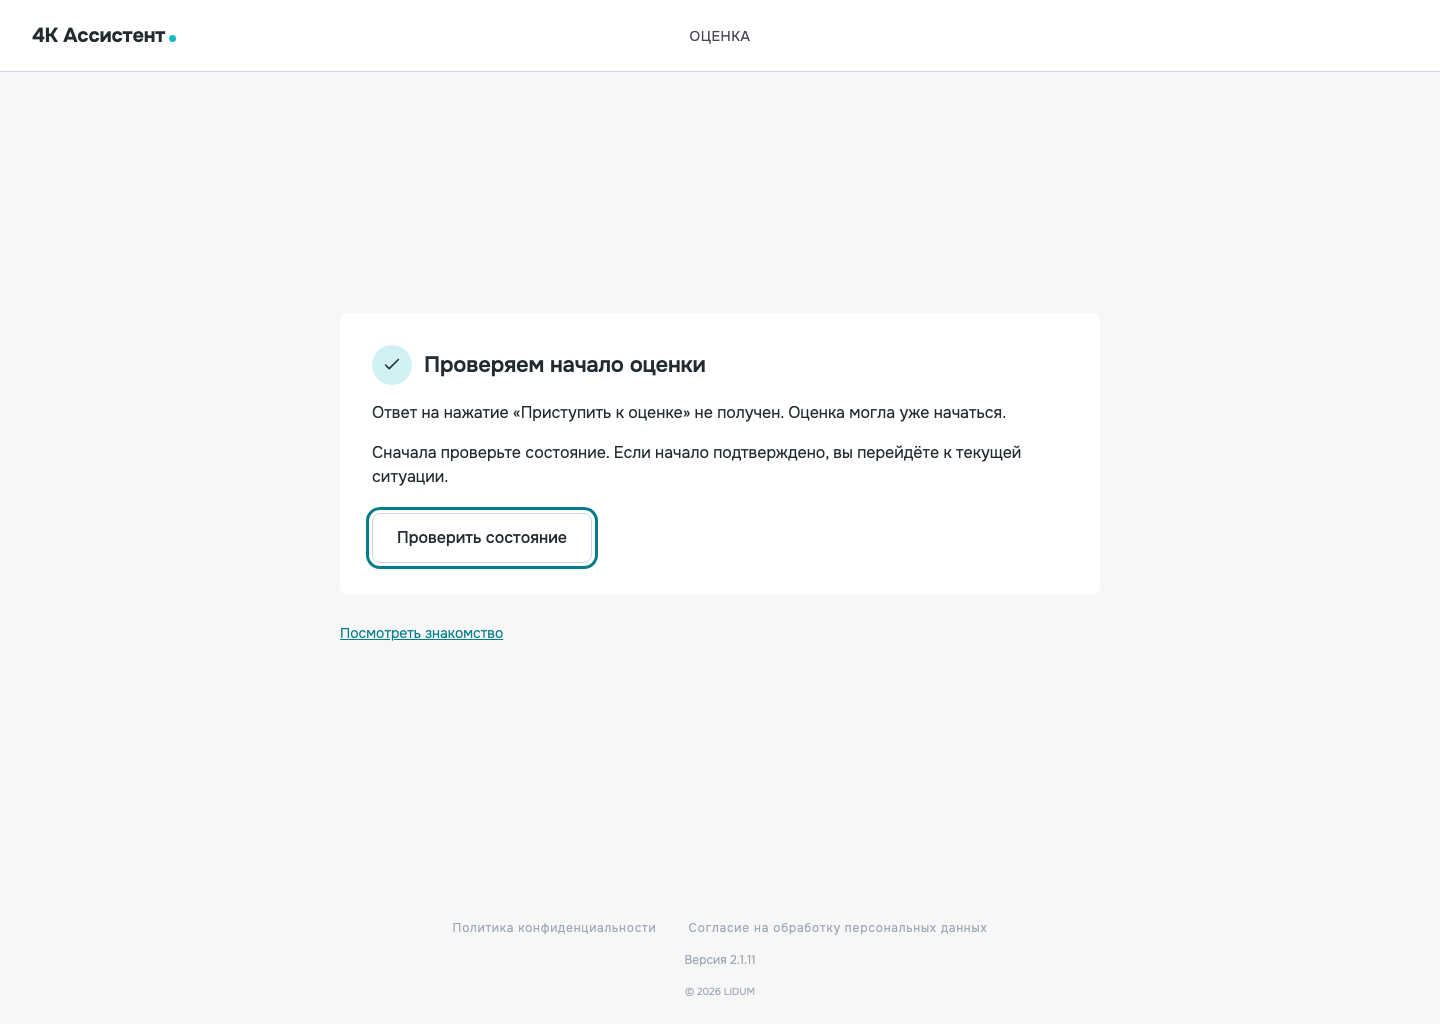 4K Ассистент
ОЦЕНКА
Проверяем начало оценки
Ответ на нажатие «Приступить к оценке» не получен. Оценка могла уже начаться.
Сначала проверьте состояние. Если начало подтверждено, вы перейдёте к текущей
ситуации.
Проверить состояние
Посмотреть знакомство
Политика конфиденциальности Согласие на обработку персональных данных
Версия 2.1.11
© 2026 LIDUM